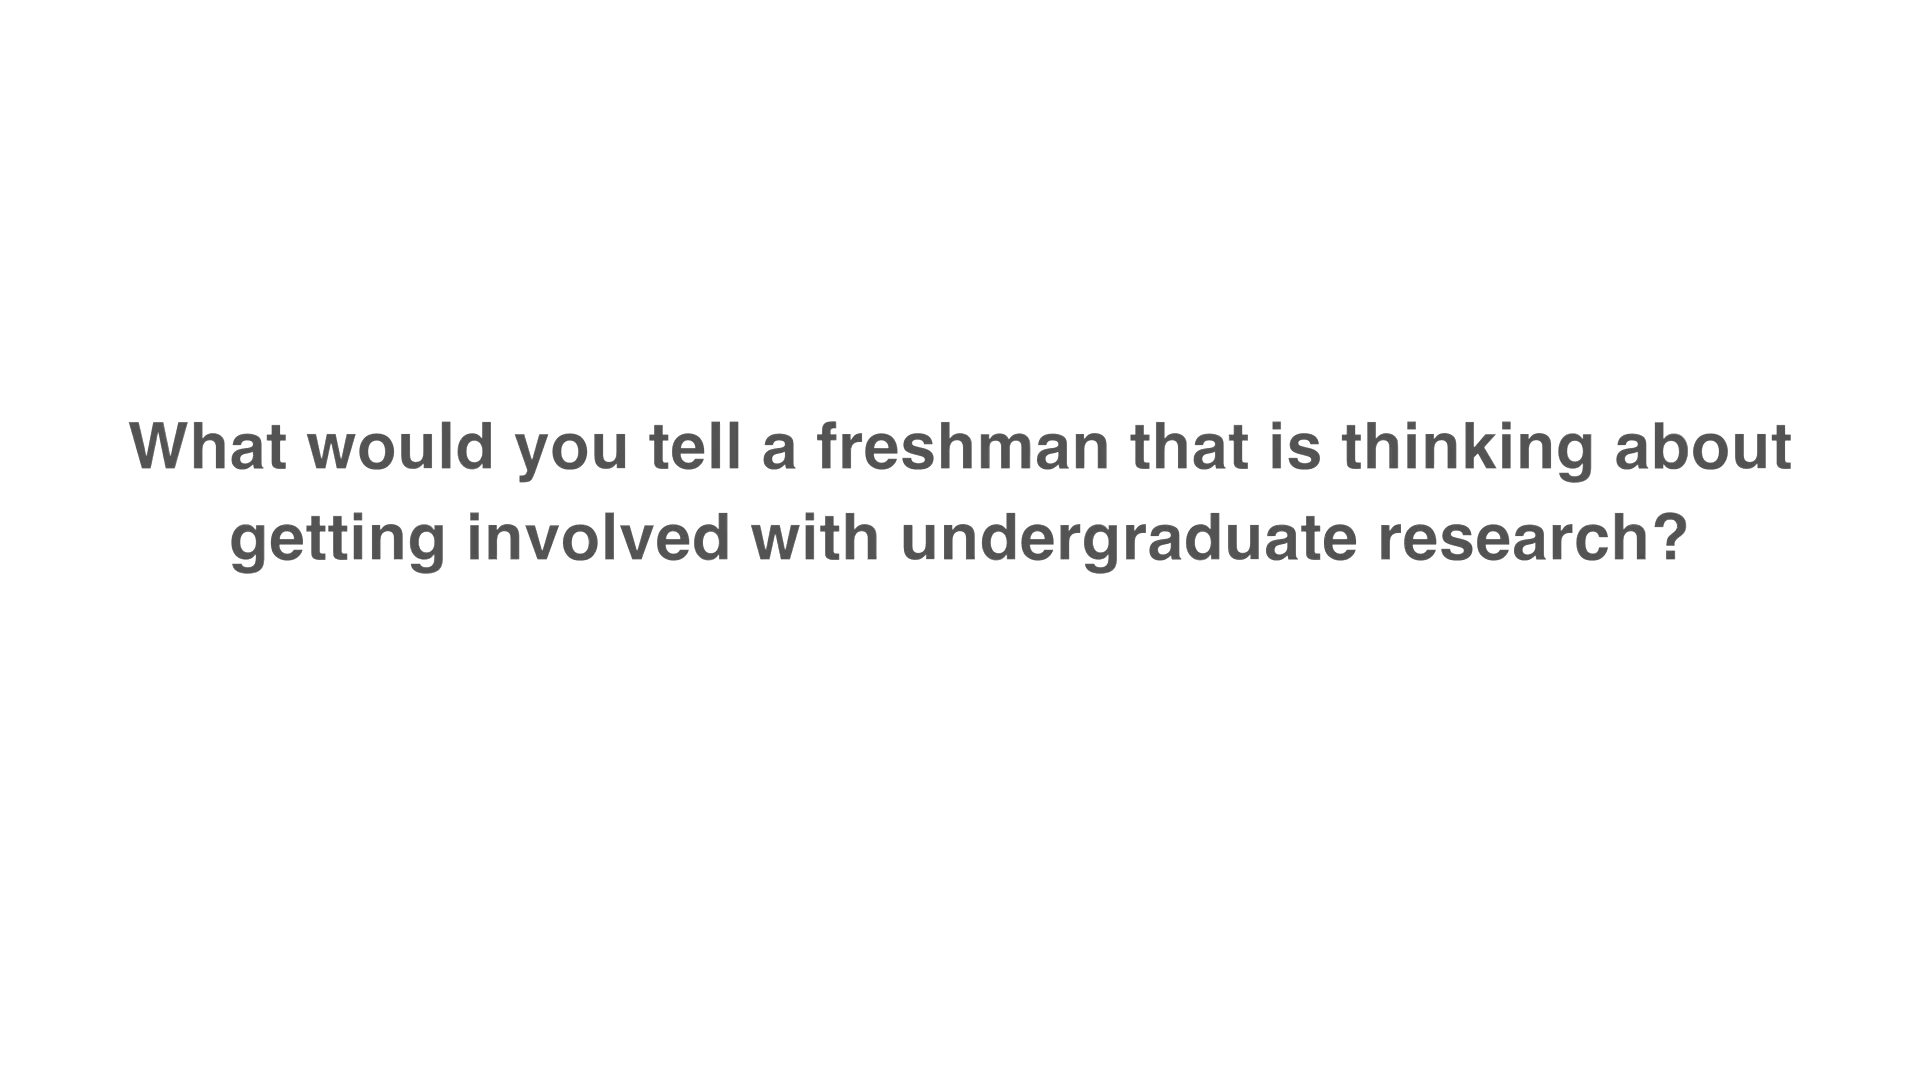 What would you tell a freshman that is thinking about
getting involved with undergraduate research?